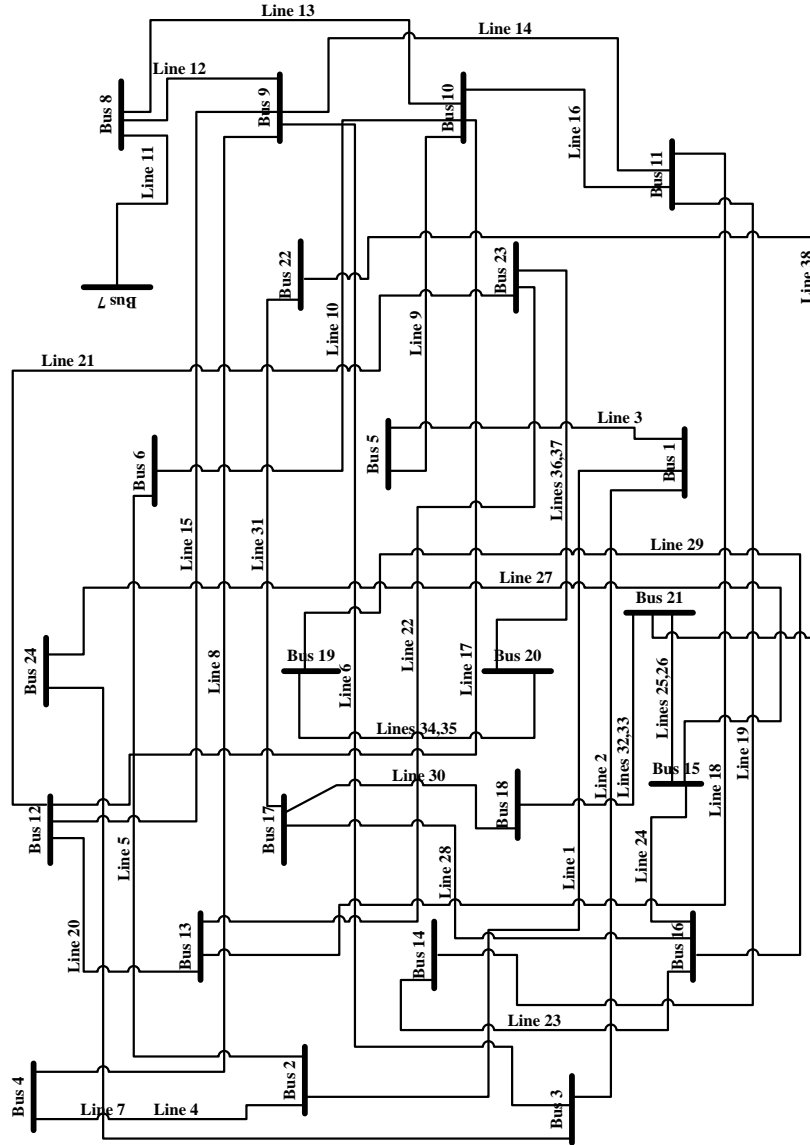 Line 13
Line 14
Line 12
Bus 8
Bus 9
Bus 10
Line 16
Bus 11
Line 11
Bus 7
Bus 22
Bus 23
Line 38
Line 10
Line 9
Line 21
Line 3
Bus 6
Bus 5
Bus 1
Lines 36,37
Line 15
Line 31
Line 29
Line 27
Bus 21
Bus 24
Line 8
Bus 19
Line 6
Line 22
Line 17
Bus 20
Lines 25,26
Lines 34,35
Line 2
Lines 32,33
Bus 15
Line 19
Line 18
Line 30
Bus 12
Line 5
Bus 17
Bus 18
Line 28
Line 1
Line 24
Line 20
Bus 13
Bus 14
Bus 16
Line 23
Bus 4
Line 7
Line 4
Bus 2
Bus 3